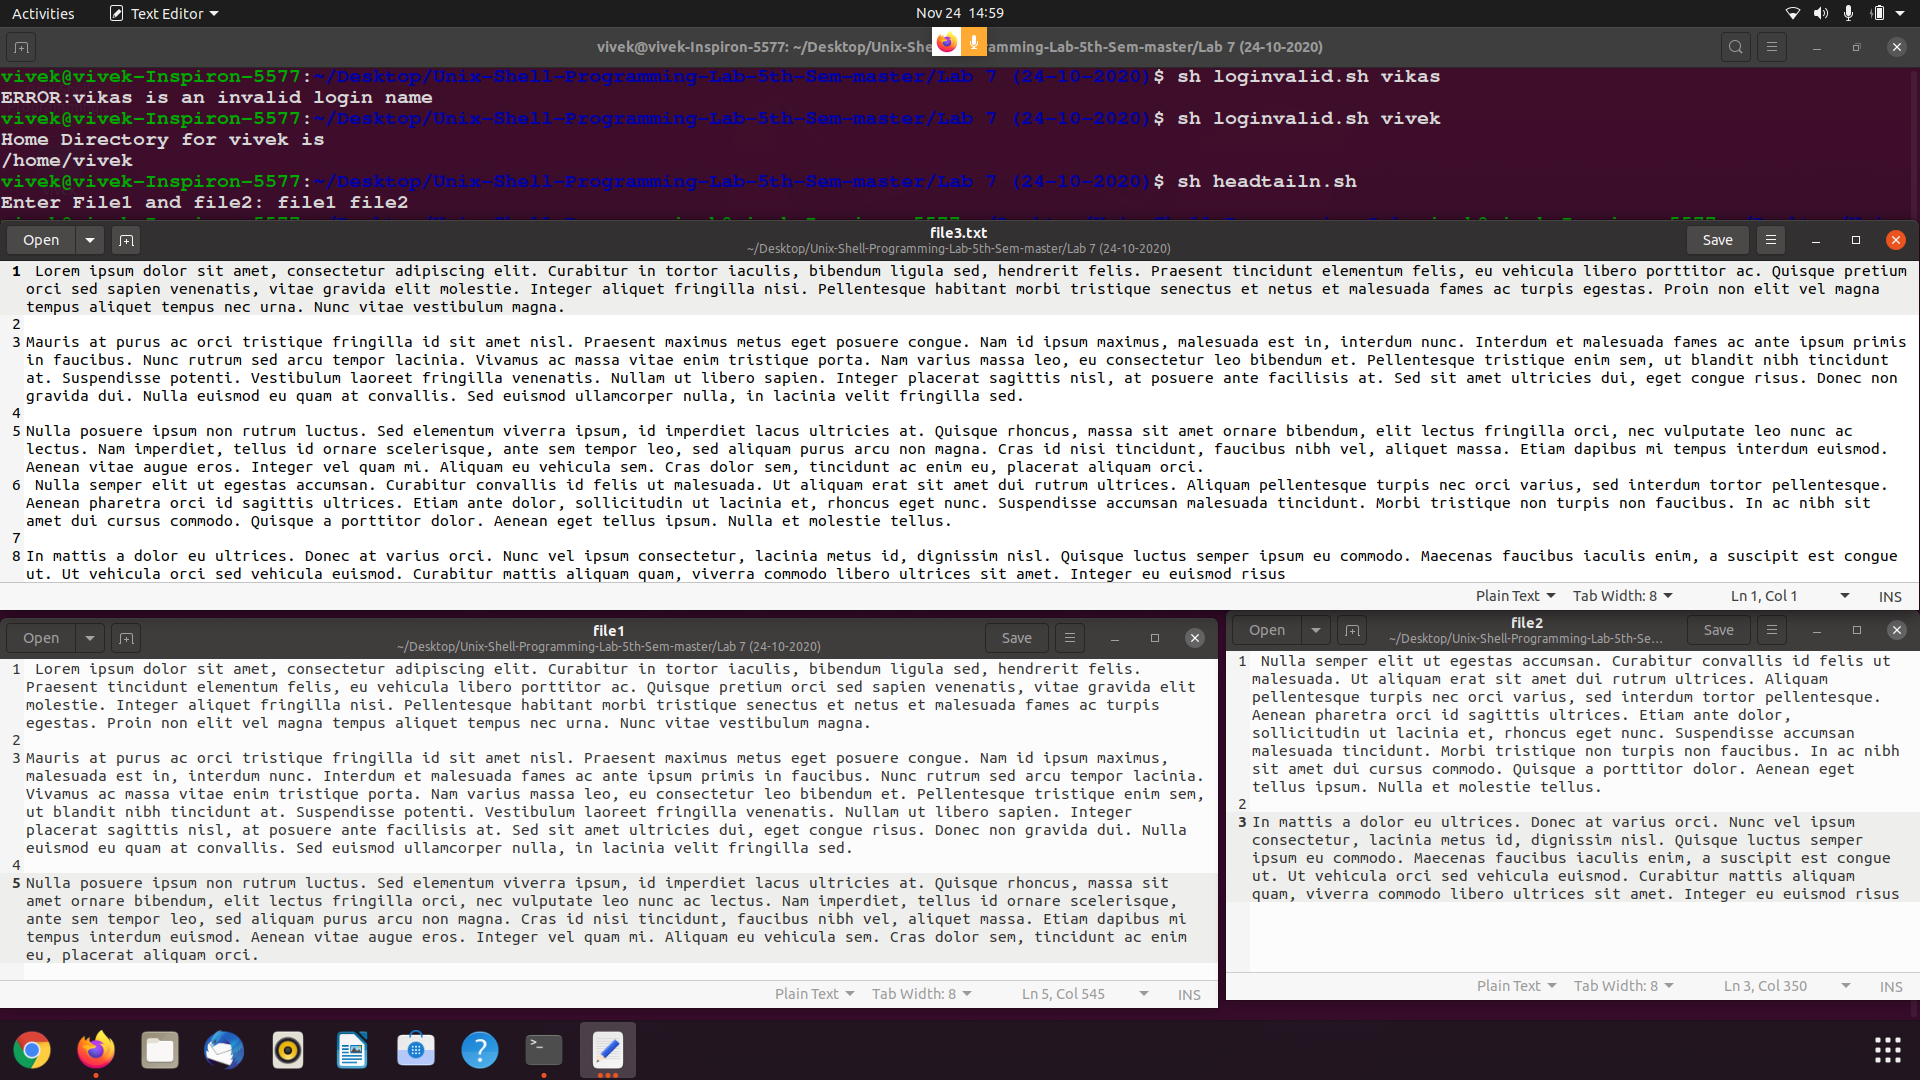 Activities
Text Editor
Nov 24 14:59
vivek@vivek-Inspiron-5577: ~/Desktop/Unix-She gramming-Lab-5th-Sem-master/Lab 7 (24-10-2020)
vivek@vivek-Inspiron-5577:~/Desktop/Unix-Shell-Programming-Lab-5th-Sem-master/Lab 7 (24-10-2020)$ sh loginvalid.sh vikas
ERROR:vikas is an invalid login name
vivek@vivek-Inspiron-5577:~/Desktop/Unix-Shell-Programming-Lab-5th-Sem-master/Lab 7 (24-10-2020)$ sh loginvalid.sh vivek
Home Directory for vivek is
/home/vivek
vivek@vivek-Inspiron-5577:~/Desktop/Unix-Shell-Programming-Lab-5th-Sem-master/Lab 7 (24-10-2020)$ sh headtailn.sh
Enter File1 and file2: file1 file2
Open
file3.txt
~/Desktop/Unix-Shell-Programming-Lab-5th-Sem-master/Lab 7 (24-10-2020)
Save
1 Lorem ipsum dolor sit amet, consectetur adipiscing elit. Curabitur in tortor iaculis, bibendum ligula sed, hendrerit felis. Praesent tincidunt elementum felis, eu vehicula libero porttitor ac. Quisque pretium
orci sed sapien venenatis, vitae gravida elit molestie. Integer aliquet fringilla nisi. Pellentesque habitant morbi tristique senectus et netus et malesuada fames ac turpis egestas. Proin non elit vel magna
tempus aliquet tempus nec urna. Nunc vitae vestibulum magna.
2
3 Mauris at purus ac orci tristique fringilla id sit amet nisl. Praesent maximus metus eget posuere congue. Nam id ipsum maximus, malesuada est in, interdum nunc. Interdum et malesuada fames ac ante ipsum primis
in faucibus. Nunc rutrum sed arcu tempor lacinia. Vivamus ac massa vitae enim tristique porta. Nam varius massa leo, eu consectetur leo bibendum et. Pellentesque tristique enim sem, ut blandit nibh tincidunt
at. Suspendisse potenti. Vestibulum laoreet fringilla venenatis. Nullam ut libero sapien. Integer placerat sagittis nisl, at posuere ante facilisis at. Sed sit amet ultricies dui, eget congue risus. Donec non
gravida dui. Nulla euismod eu quam at convallis. Sed euismod ullamcorper nulla, in lacinia velit fringilla sed.
4
5 Nulla posuere ipsum non rutrum luctus. Sed elementum viverra ipsum, id imperdiet lacus ultricies at. Quisque rhoncus, massa sit amet ornare bibendum, elit lectus fringilla orci, nec vulputate leo nunc ac
lectus. Nam imperdiet, tellus id ornare scelerisque, ante sem tempor leo, sed aliquam purus arcu non magna. Cras id nisi tincidunt, faucibus nibh vel, aliquet massa. Etiam dapibus mi tempus interdum euismod.
Aenean vitae augue eros. Integer vel quam mi. Aliquam eu vehicula sem. Cras dolor sem, tincidunt ac enim eu, placerat aliquam orci.
6 Nulla semper elit ut egestas accumsan. Curabitur convallis id felis ut malesuada. Ut aliquam erat sit amet dui rutrum ultrices. Aliquam pellentesque turpis nec orci varius, sed interdum tortor pellentesque.
Aenean pharetra orci id sagittis ultrices. Etiam ante dolor, sollicitudin ut lacinia et, rhoncus eget nunc. Suspendisse accumsan malesuada tincidunt. Morbi tristique non turpis non faucibus. In ac nibh sit
amet dui cursus commodo. Quisque a porttitor dolor. Aenean eget tellus ipsum. Nulla et molestie tellus.
7
8 In mattis a dolor eu ultrices. Donec at varius orci. Nunc vel ipsum consectetur, lacinia metus id, dignissim nisl. Quisque luctus semper ipsum eu commodo. Maecenas faucibus iaculis enim, a suscipit est congue
ut. Ut vehicula orci sed vehicula euismod. Curabitur mattis aliquam quam, viverra commodo libero ultrices sit amet. Integer eu euismod risus
Plain Text
Tab Width: 8
Ln 1, Col 1
INS
Open
file1
~/Desktop/Unix-Shell-Programming-Lab-5th-Sem-master/Lab 7 (24-10-2020)
Save
1 Lorem ipsum dolor sit amet, consectetur adipiscing elit. Curabitur in tortor iaculis, bibendum ligula sed, hendrerit felis.
Praesent tincidunt elementum felis, eu vehicula libero porttitor ac. Quisque pretium orci sed sapien venenatis, vitae gravida elit
molestie. Integer aliquet fringilla nisi. Pellentesque habitant morbi tristique senectus et netus et malesuada fames ac turpis
egestas. Proin non elit vel magna tempus aliquet tempus nec urna. Nunc vitae vestibulum magna.
2
3 Mauris at purus ac orci tristique fringilla id sit amet nisl. Praesent maximus metus eget posuere congue. Nam id ipsum maximus,
malesuada est in, interdum nunc. Interdum et malesuada fames ac ante ipsum primis in faucibus. Nunc rutrum sed arcu tempor lacinia.
Vivamus ac massa vitae enim tristique porta. Nam varius massa leo, eu consectetur leo bibendum et. Pellentesque tristique enim sem,
ut blandit nibh tincidunt at. Suspendisse potenti. Vestibulum laoreet fringilla venenatis. Nullam ut libero sapien. Integer
placerat sagittis nisl, at posuere ante facilisis at. Sed sit amet ultricies dui, eget congue risus. Donec non gravida dui. Nulla
euismod eu quam at convallis. Sed euismod ullamcorper nulla, in lacinia velit fringilla sed.
4
5 Nulla posuere ipsum non rutrum luctus. Sed elementum viverra ipsum, id imperdiet lacus ultricies at. Quisque rhoncus, massa sit
amet ornare bibendum, elit lectus fringilla orci, nec vulputate leo nunc ac lectus. Nam imperdiet, tellus id ornare scelerisque,
ante sem tempor leo, sed aliquam purus arcu non magna. Cras id nisi tincidunt, faucibus nibh vel, aliquet massa. Etiam dapibus mi
tempus interdum euismod. Aenean vitae augue eros. Integer vel quam mi. Aliquam eu vehicula sem. Cras dolor sem, tincidunt ac enim
eu, placerat aliquam orci.
Plain Text
Tab Width: 8
Ln 5, Col 545
INS
Open
file2
~/Desktop/Unix-Shell-Programming-Lab-5th-Se...
Save
1 Nulla semper elit ut egestas accumsan. Curabitur convallis id felis ut
malesuada. Ut aliquam erat sit amet dui rutrum ultrices. Aliquam
pellentesque turpis nec orci varius, sed interdum tortor pellentesque.
Aenean pharetra orci id sagittis ultrices. Etiam ante dolor,
sollicitudin ut lacinia et, rhoncus eget nunc. Suspendisse accumsan
malesuada tincidunt. Morbi tristique non turpis non faucibus. In ac nibh
sit amet dui cursus commodo. Quisque a porttitor dolor. Aenean eget
tellus ipsum. Nulla et molestie tellus.
2
3 In mattis a dolor eu ultrices. Donec at varius orci. Nunc vel ipsum
consectetur, lacinia metus id, dignissim nisl. Quisque luctus semper
ipsum eu commodo. Maecenas faucibus iaculis enim, a suscipit est congue
ut. Ut vehicula orci sed vehicula euismod. Curabitur mattis aliquam
quam, viverra commodo libero ultrices sit amet. Integer eu euismod risus
Plain Text
Tab Width: 8
Ln 3, Col 350
INS